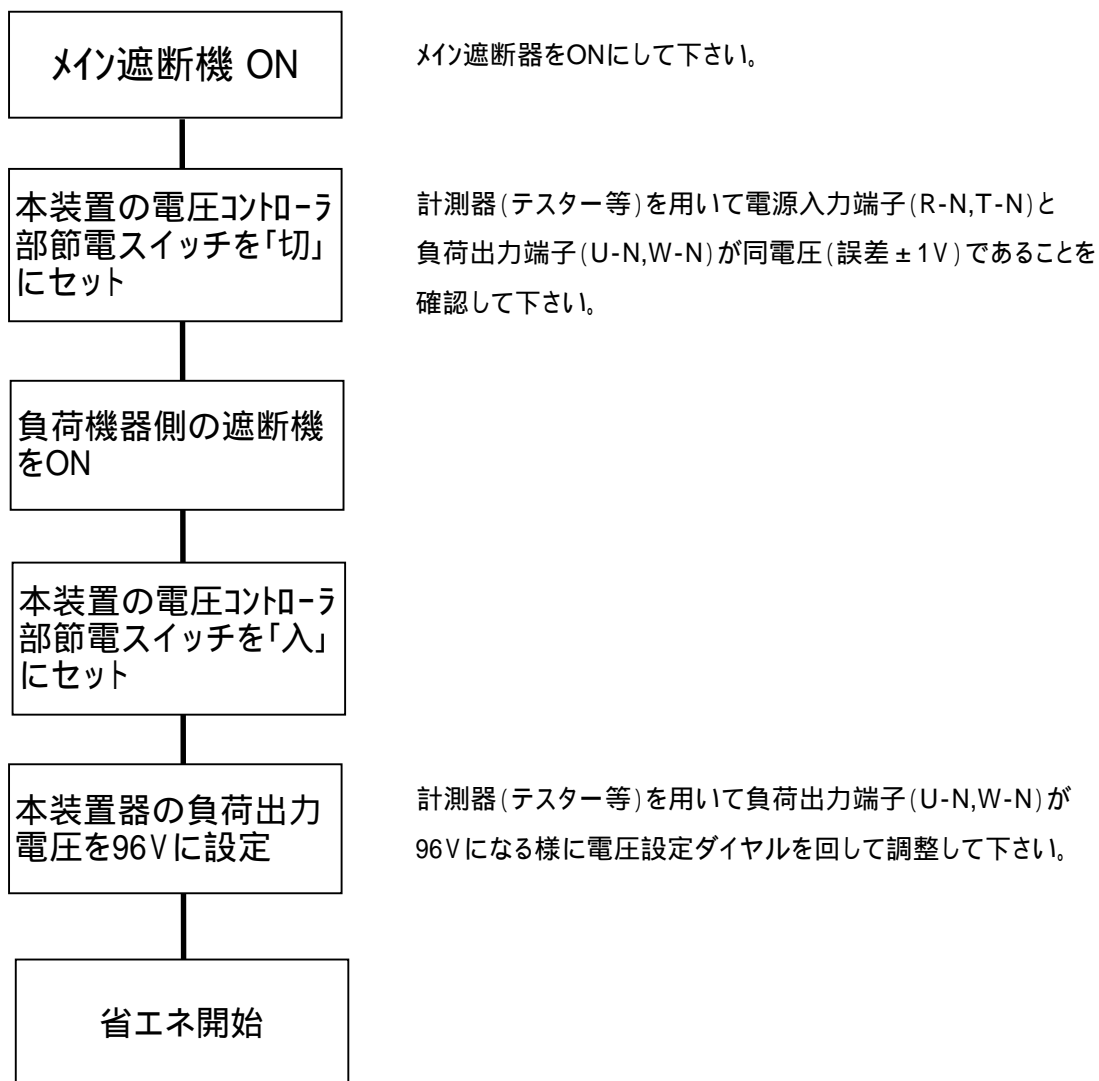 メイン遮断機 ON
メイン遮断器をONにして下さい。
本装置の電圧コントローラ
部節電スイッチを「切」
にセット
計測器(テスター等)を用いて電源入力端子(R-N,T-N)と
負荷出力端子(U-N,W-N)が同電圧(誤差±1V)であることを
確認して下さい。
負荷機器側の遮断機
をON
本装置の電圧コントローラ
部節電スイッチを「入」
にセット
本装置器の負荷出力
電圧を96Vに設定
計測器(テスター等)を用いて負荷出力端子(U-N,W-N)が
96Vになる様に電圧設定ダイヤルを回して調整して下さい。
省エネ開始